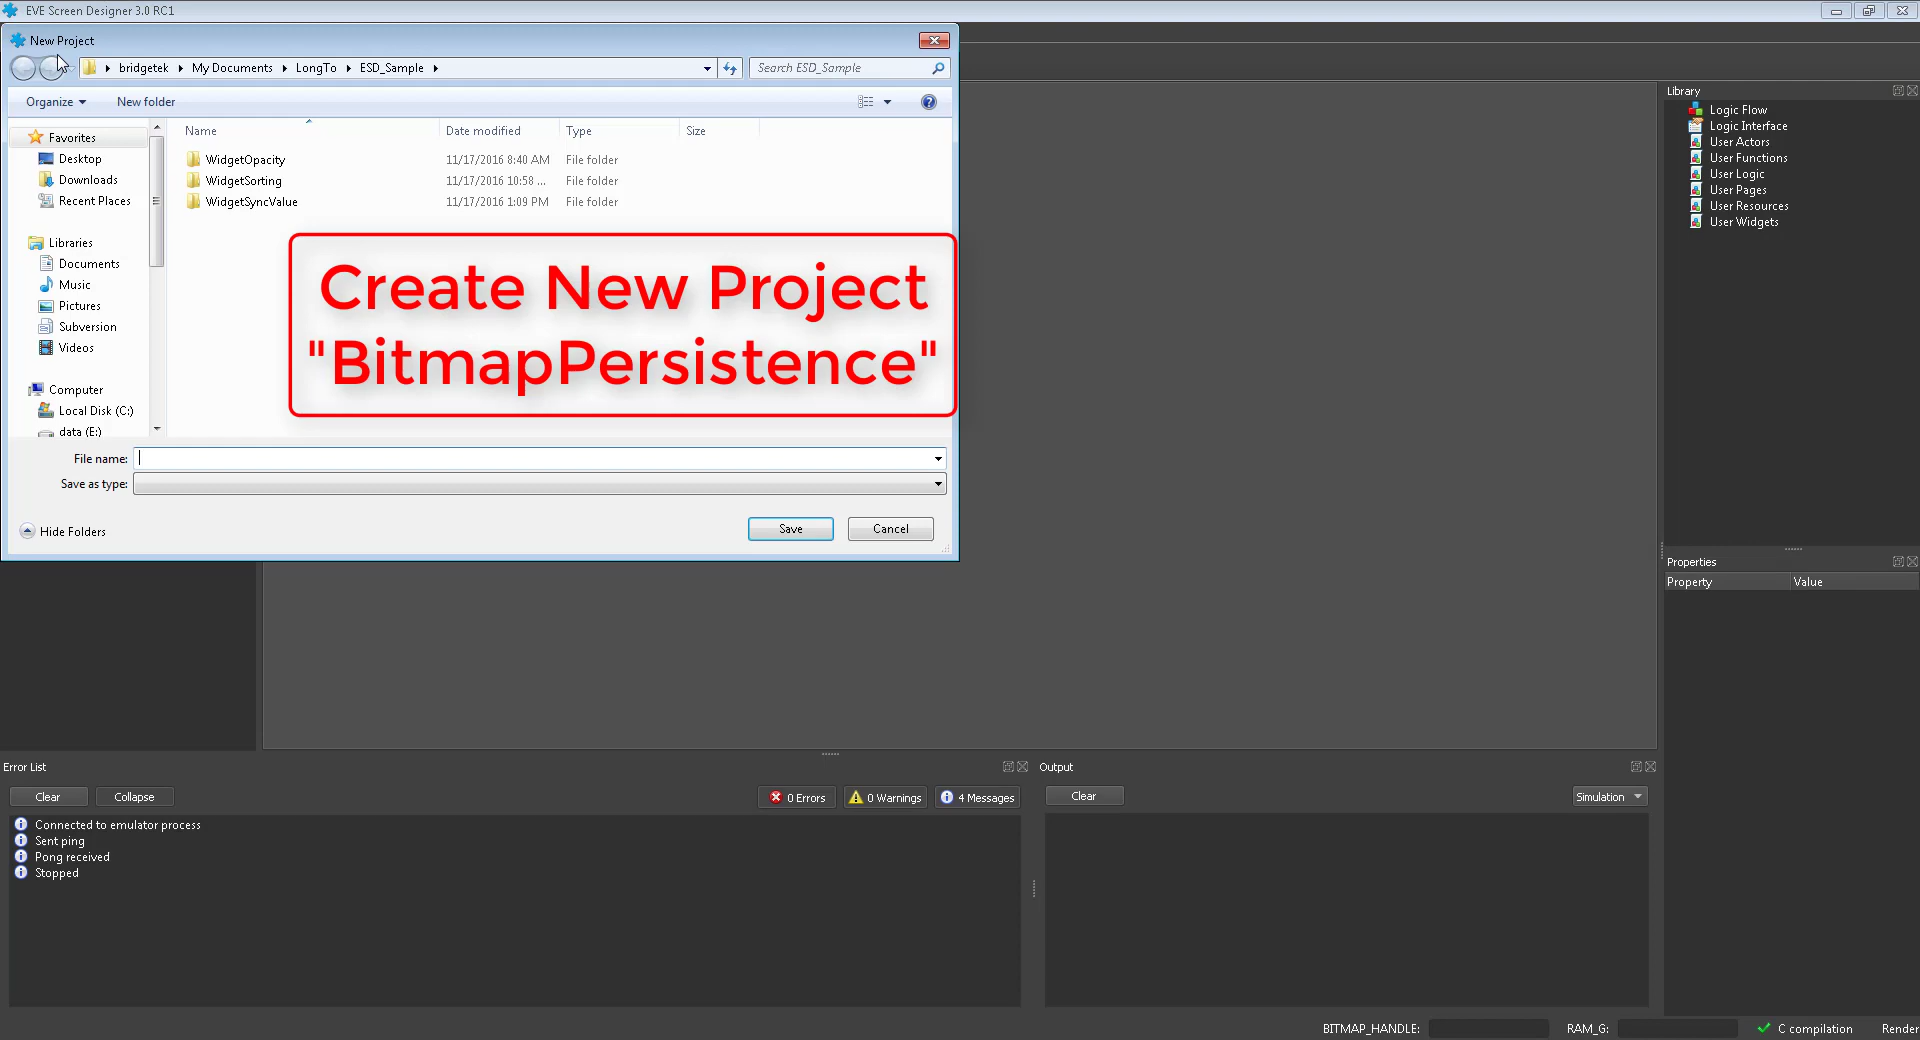 EVE Screen Designer 3.0 RC1
New Project
bridgetek My Documents LongTo ESD_Sample
Search ESD_Sample
Organize New folder
Name Date modified Type Size
Favorites
Desktop
Downloads
Recent Places
Libraries
Documents
Music
Pictures
Subversion
Videos
Computer
Local Disk (C:)
data (E:)
WidgetOpacity 11/17/2016 8:40 AM File folder
WidgetSorting 11/17/2016 10:58 ... File folder
WidgetSyncValue 11/17/2016 1:09 PM File folder
Create New Project
"BitmapPersistence"
File name:
Save as type:
Hide Folders
Save Cancel
Library
Logic Flow
Logic Interface
User Actors
User Functions
User Logic
User Pages
User Resources
User Widgets
Properties
Property Value
Error List
Clear Collapse 0 Errors 0 Warnings 4 Messages
Connected to emulator process
Sent ping
Pong received
Stopped
Output
Clear Simulation
BITMAP_HANDLE: RAM_G: C compilation Render